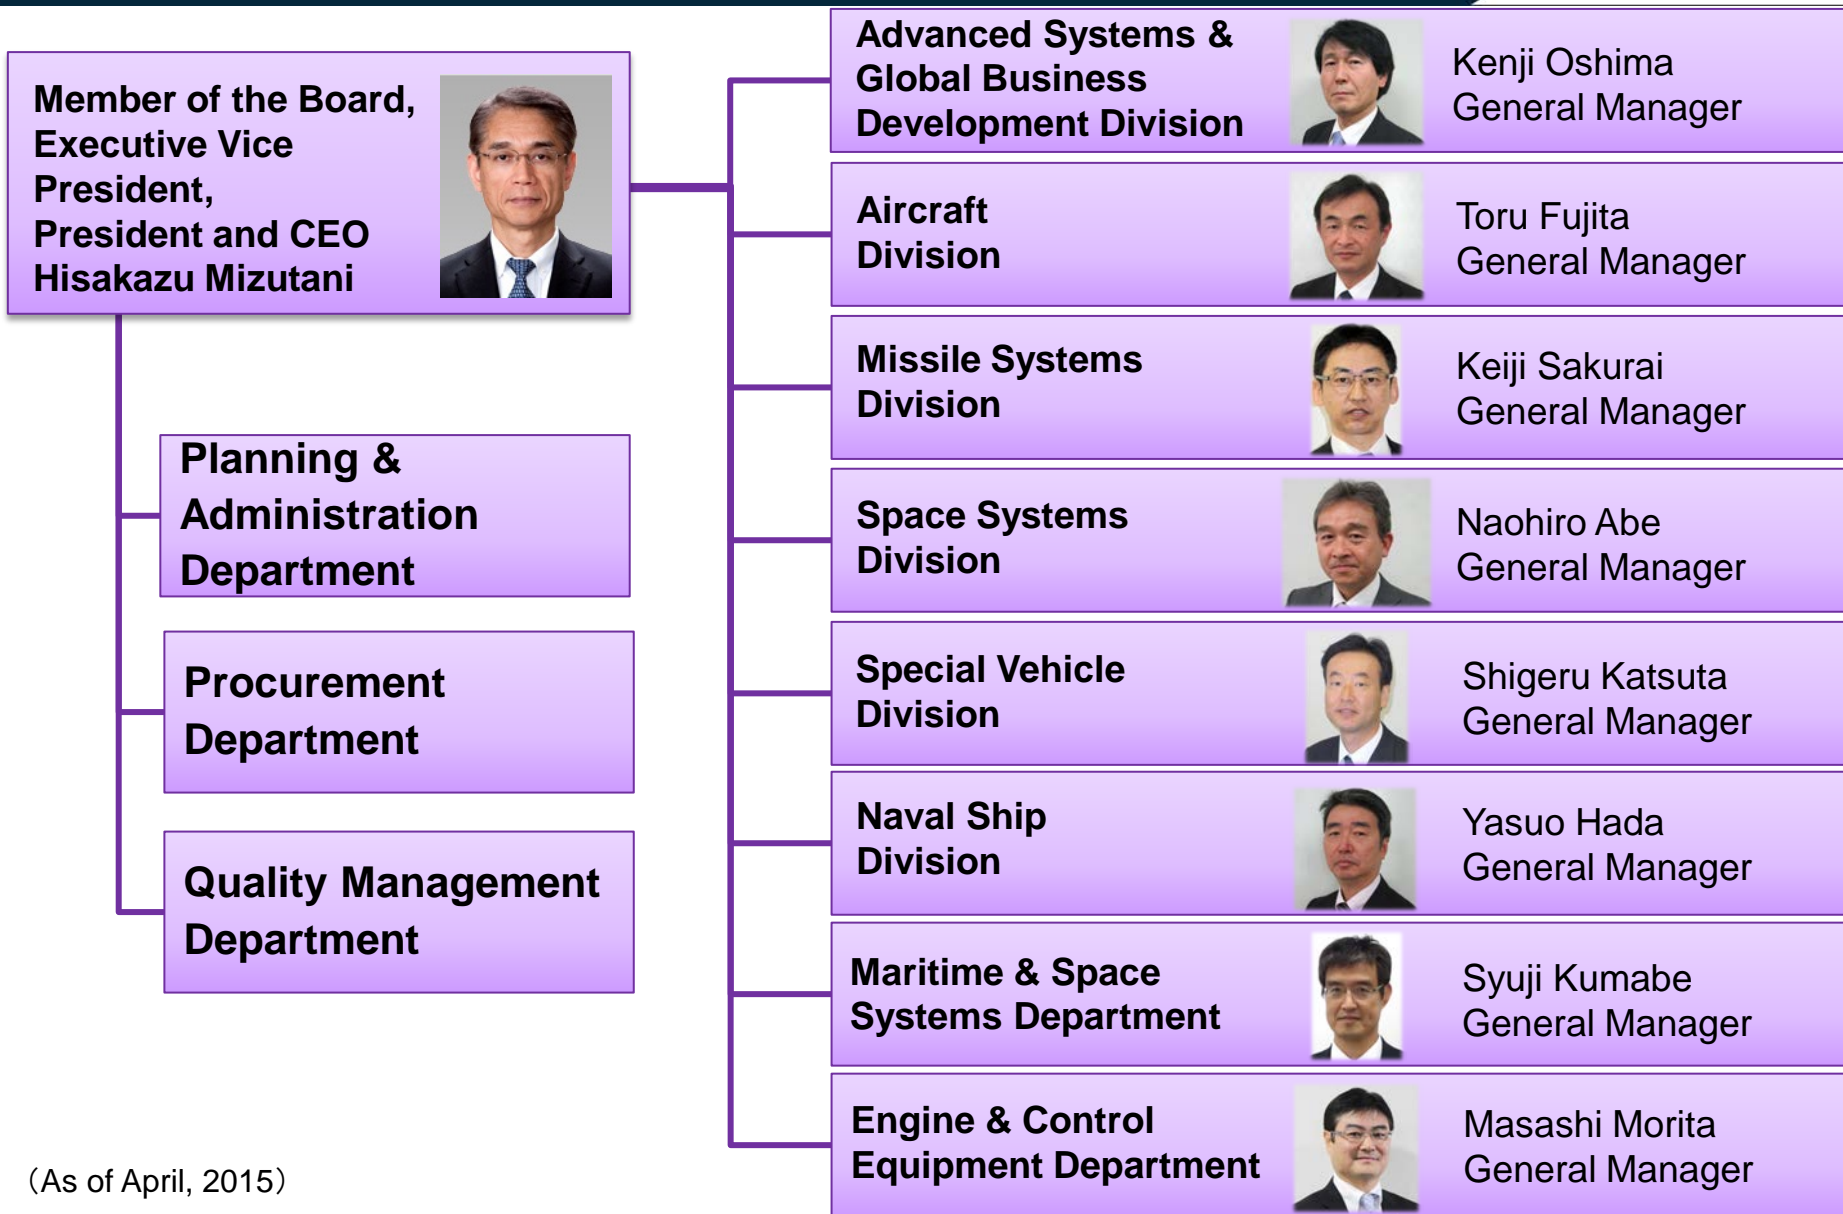 Member of the Board,
Executive Vice
President,
President and CEO
Hisakazu Mizutani
Planning &
Administration
Department
Procurement
Department
Quality Management
Department
Advanced Systems &
Global Business
Development Division
Kenji Oshima
General Manager
Aircraft
Division
Toru Fujita
General Manager
Missile Systems
Division
Keiji Sakurai
General Manager
Space Systems
Division
Naohiro Abe
General Manager
Special Vehicle
Division
Shigeru Katsuta
General Manager
Naval Ship
Division
Yasuo Hada
General Manager
Maritime & Space
Systems Department
Syuji Kumabe
General Manager
Engine & Control
Equipment Department
Masashi Morita
General Manager
（As of April, 2015）